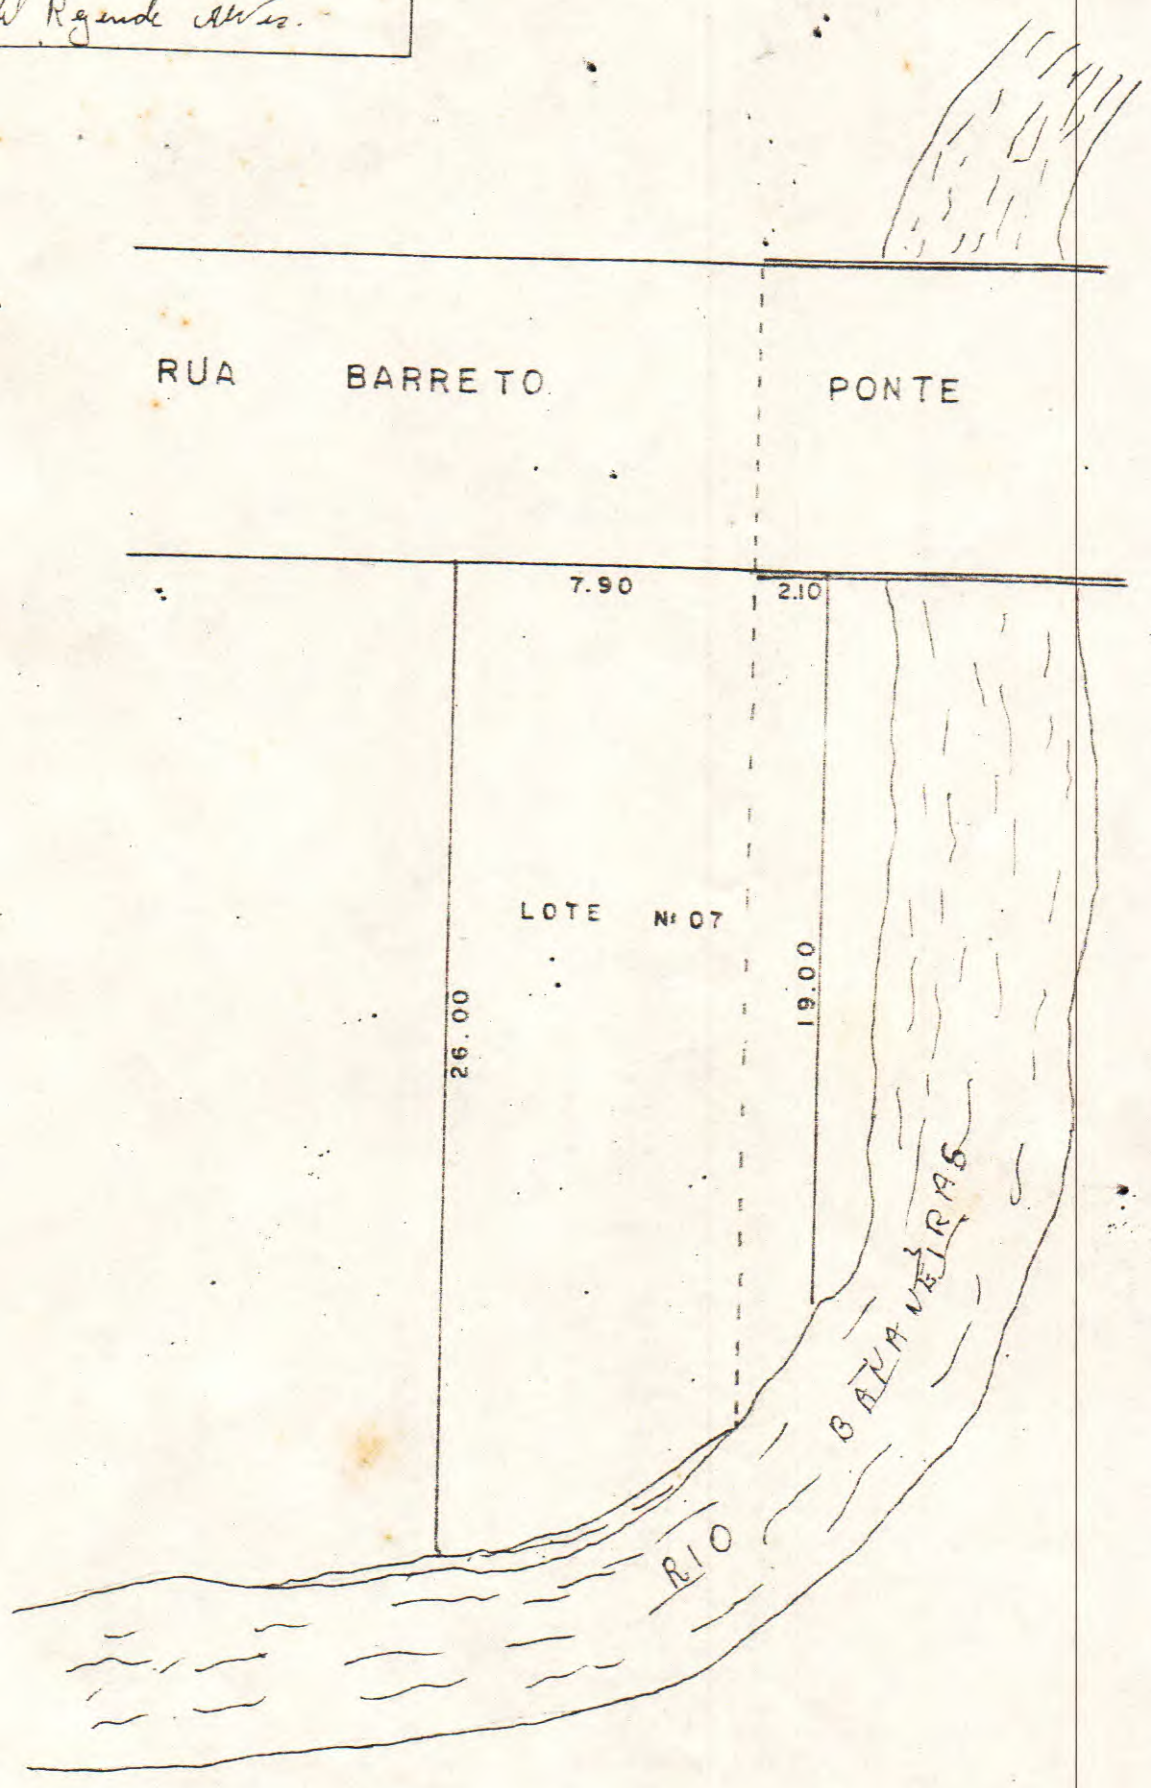 Rezende Alves.
RUA BARRETO.
PONTE
7.90
2.10
LOTE Nº 07
19.00
26.00
RIO BANANEIRAS